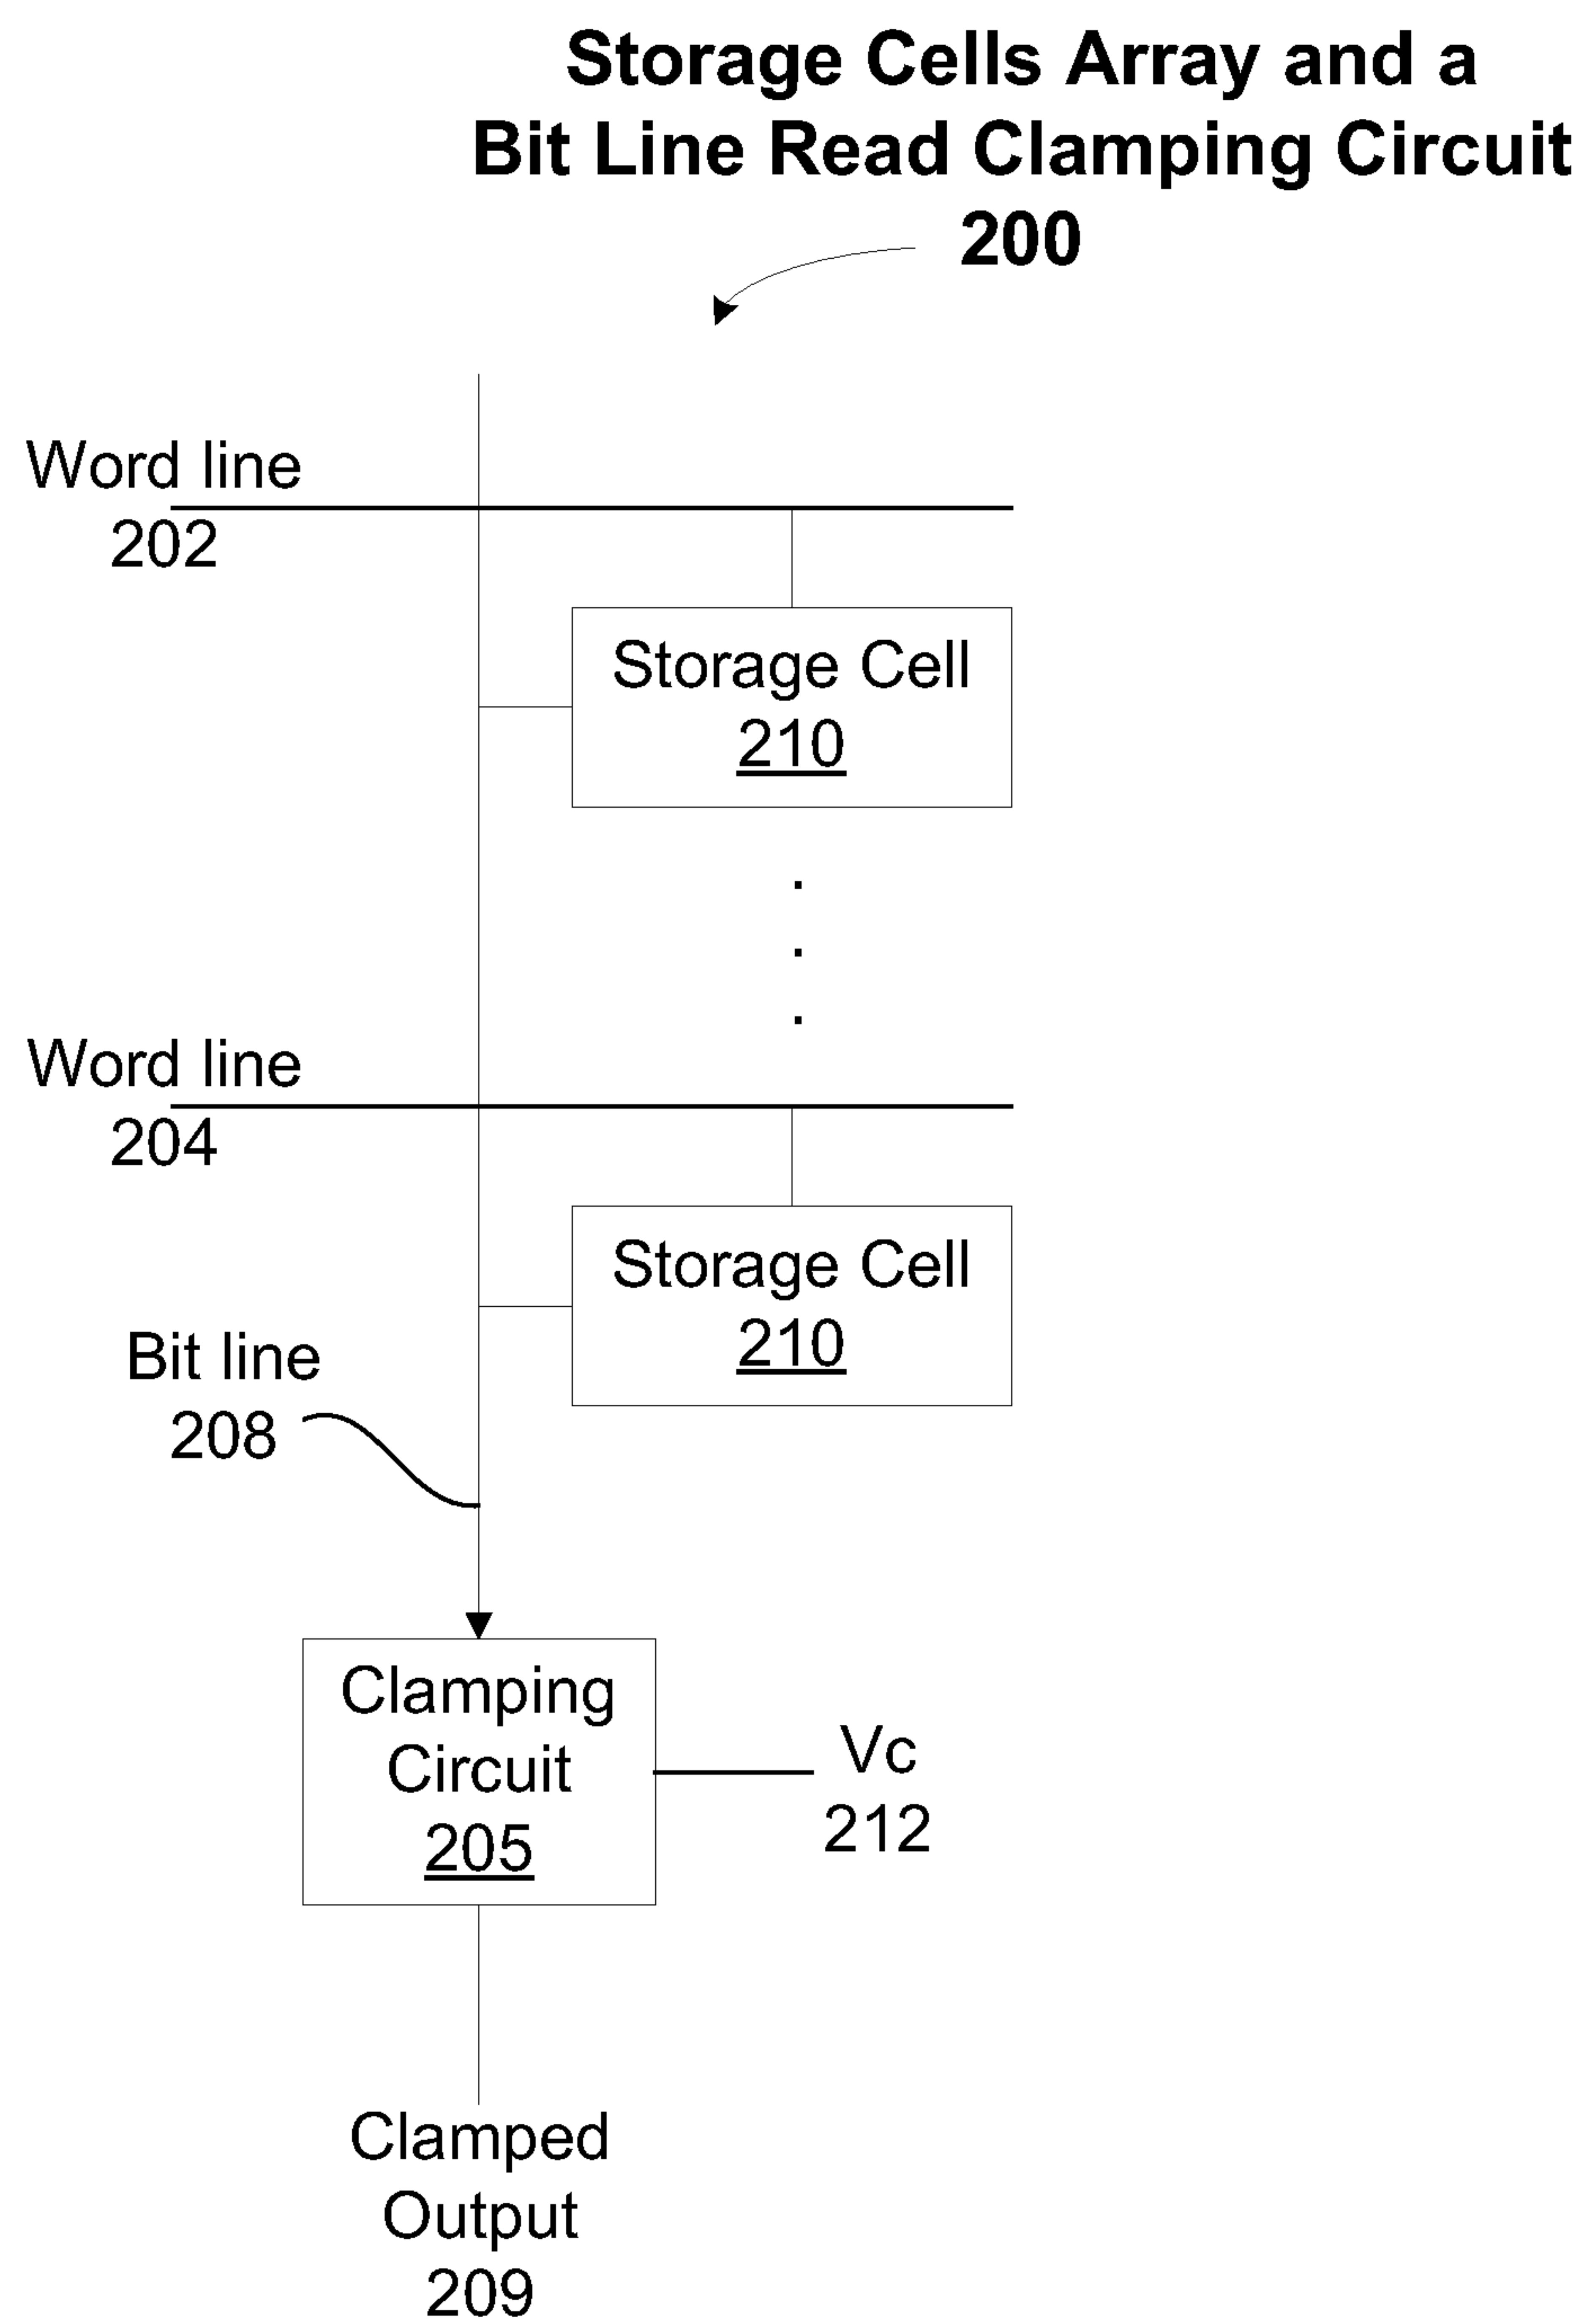 Storage Cells Array and a
Bit Line Read Clamping Circuit
200
Word line
202
Storage Cell
210
Word line
204
Storage Cell
210
Bit line
208
Clamping
Circuit
205
Vc
212
Clamped
Output
209